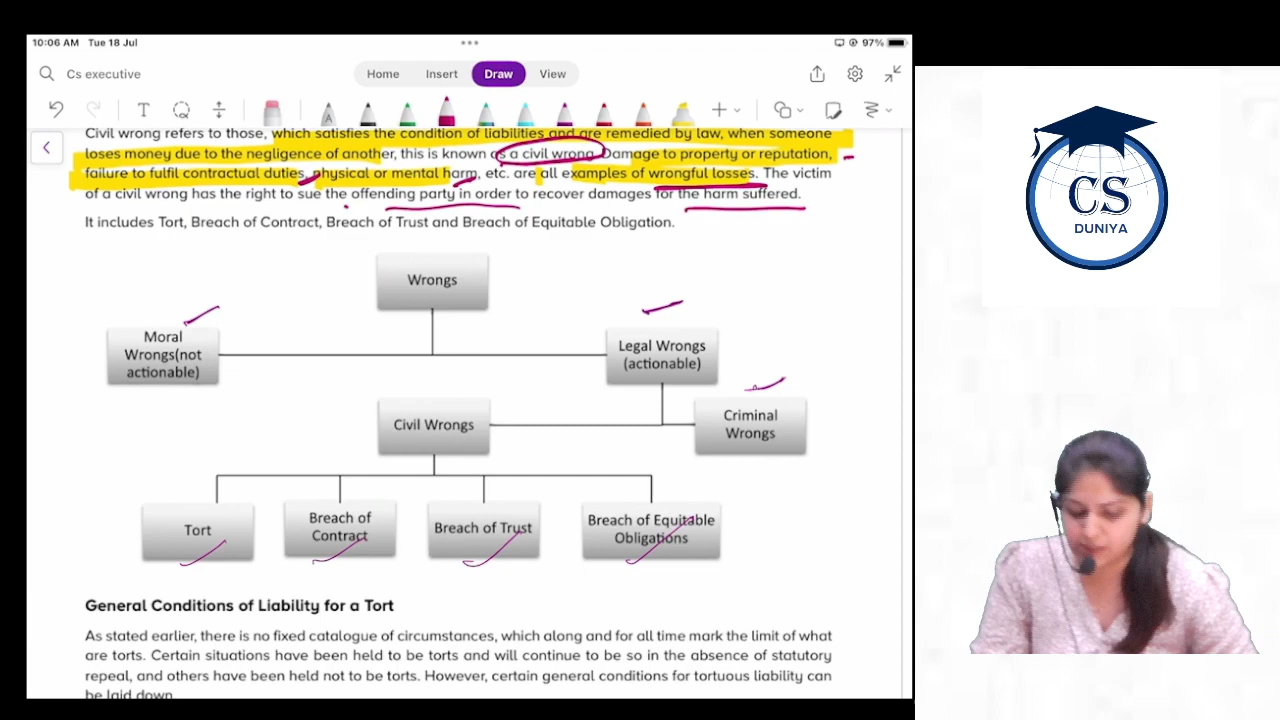 10:06 AM Tue 18 Jul
97%
Cs executive
Home Insert Draw View
T
A
Civil wrong refers to those, which satisfies the condition of liabilities and are remedied by law, when someone
loses money due to the negligence of another, this is known as a civil wrong. Damage to property or reputation,
failure to fulfil contractual duties, physical or mental harm, etc. are all examples of wrongful losses. The victim
of a civil wrong has the right to sue the offending party in order to recover damages for the harm suffered.
It includes Tort, Breach of Contract, Breach of Trust and Breach of Equitable Obligation.
Wrongs
Moral
Wrongs(not
actionable)
Legal Wrongs
(actionable)
Civil Wrongs
Criminal
Wrongs
Tort
Breach of
Contract
Breach of Trust
Breach of Equitable
Obligations
General Conditions of Liability for a Tort
As stated earlier, there is no fixed catalogue of circumstances, which along and for all time mark the limit of what
are torts. Certain situations have been held to be torts and will continue to be so in the absence of statutory
repeal, and others have been held not to be torts. However, certain general conditions for tortuous liability can
be laid down
CS
DUNIYA